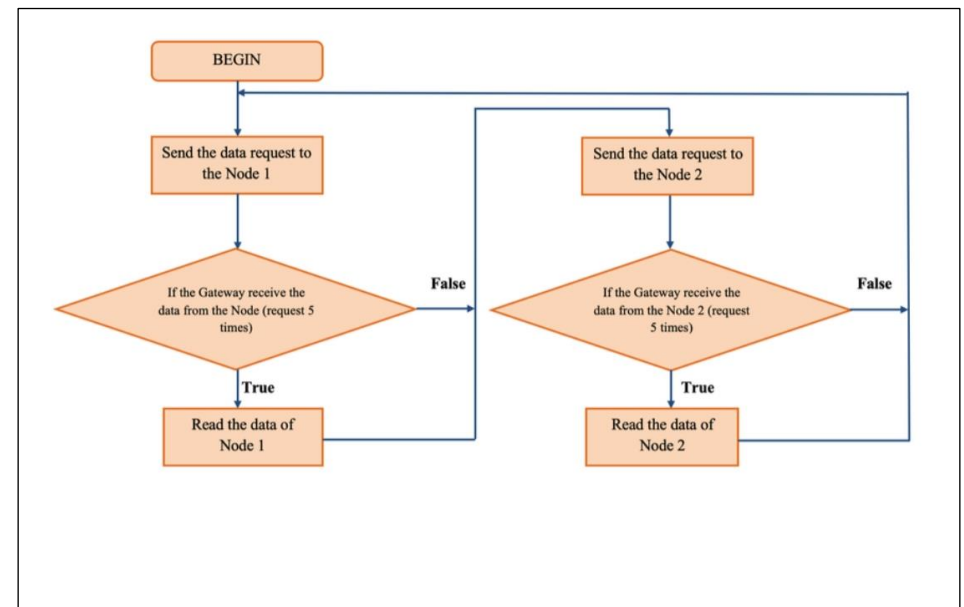 BEGIN
Send the data request to
the Node 1
If the Gateway receive the
data from the Node (request 5
times)
False
True
Read the data of
Node 1
Send the data request to
the Node 2
If the Gateway receive the
data from the Node 2 (request
5 times)
False
True
Read the data of
Node 2